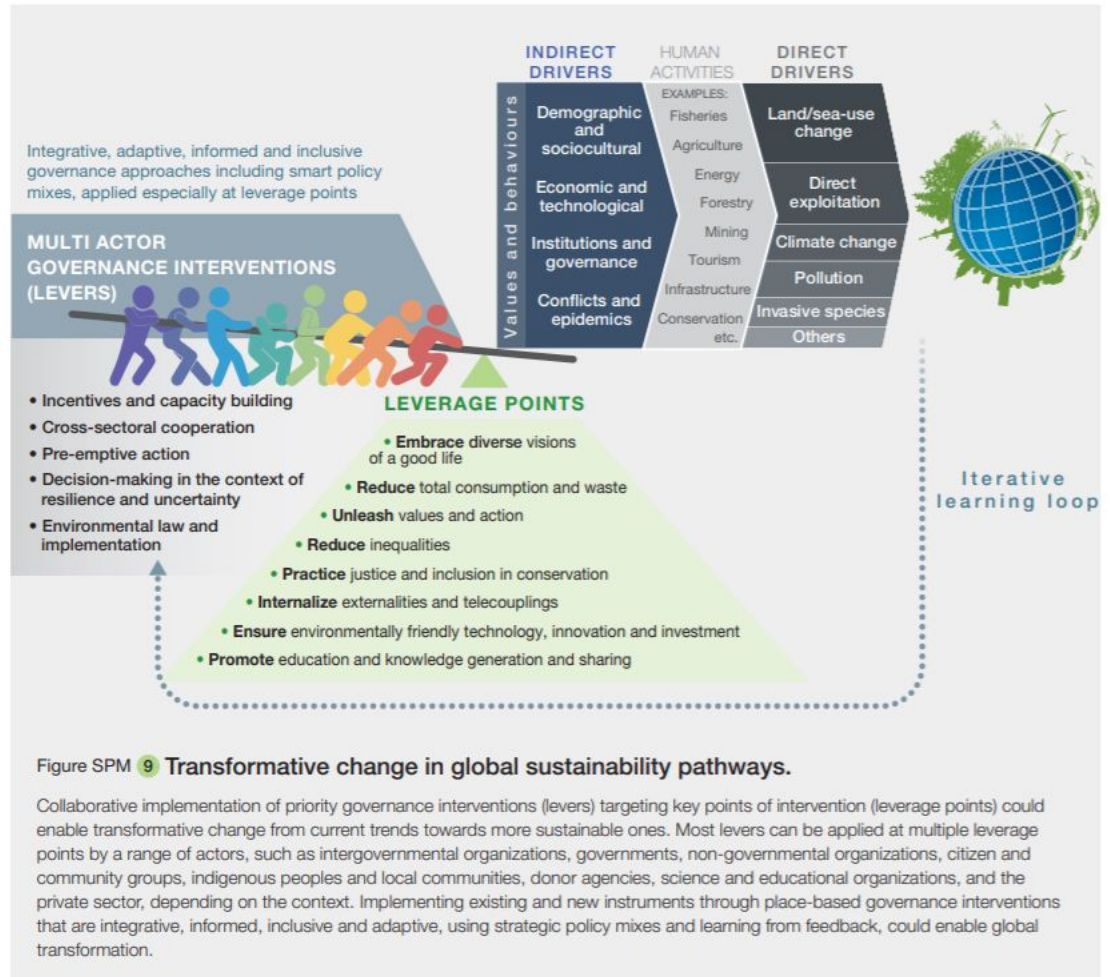 INDIRECT
DRIVERS
HUMAN
ACTIVITIES
DIRECT
DRIVERS
Values and behaviours
Demographic
and
sociocultural
Economic and
technological
Institutions and
governance
Conflicts and
epidemics
EXAMPLES:
Fisheries
Agriculture
Energy
Forestry
Mining
Tourism
Infrastructure
Conservation
etc.
Land/sea-use
change
Direct
exploitation
Climate change
Pollution
Invasive species
Others
Integrative, adaptive, informed and inclusive
governance approaches including smart policy
mixes, applied especially at leverage points
MULTI ACTOR
GOVERNANCE INTERVENTIONS
(LEVERS)
• Incentives and capacity building
• Cross-sectoral cooperation
• Pre-emptive action
• Decision-making in the context of
resilience and uncertainty
• Environmental law and
implementation
LEVERAGE POINTS
• Embrace diverse visions
of a good life
• Reduce total consumption and waste
• Unleash values and action
• Reduce inequalities
• Practice justice and inclusion in conservation
• Internalize externalities and telecouplings
• Ensure environmentally friendly technology, innovation and investment
• Promote education and knowledge generation and sharing
Iterative
learning loop
Figure SPM 9 Transformative change in global sustainability pathways.
Collaborative implementation of priority governance interventions (levers) targeting key points of intervention (leverage points) could
enable transformative change from current trends towards more sustainable ones. Most levers can be applied at multiple leverage
points by a range of actors, such as intergovernmental organizations, governments, non-governmental organizations, citizen and
community groups, indigenous peoples and local communities, donor agencies, science and educational organizations, and the
private sector, depending on the context. Implementing existing and new instruments through place-based governance interventions
that are integrative, informed, inclusive and adaptive, using strategic policy mixes and learning from feedback, could enable global
transformation.